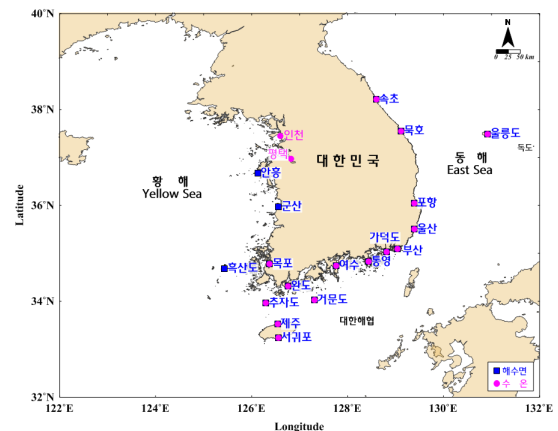 40°N
38°N
36°N
34°N
32°N
Latitude
122°E
124°E
126°E
128°E
130°E
132°E
Longitude
N
0 25 50 km
속초
묵호
울릉도
독도
인천
평택
대 한 민 국
동 해
East Sea
황 해
Yellow Sea
안흥
군산
포항
울산
가덕도
부산
통영
여수
목포
흑산도
완도
추자도
거문도
대한해협
제주
서귀포
해수면
수 온